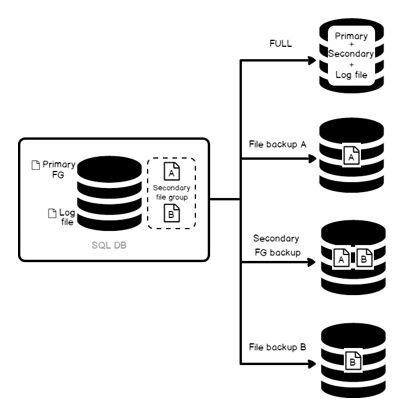 FULL
Primary
+
Secondary
+
Log file
File backup A
A
Primary
FG
A
Secondary
file group
B
Log
file
SQL DB
Secondary
FG backup
A B
File backup B
B